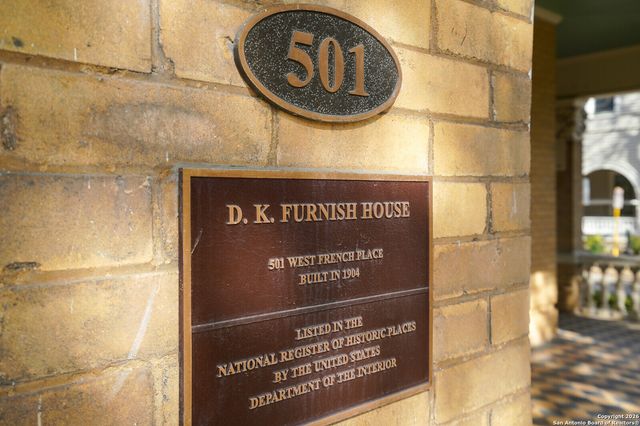 501
D. K. FURNISH HOUSE
501 WEST FRENCH PLACE
BUILT IN 1904
LISTED IN THE
NATIONAL REGISTER OF HISTORIC PLACES
BY THE UNITED STATES
DEPARTMENT OF THE INTERIOR
Copyright 2026
San Antonio Board of Realtors®